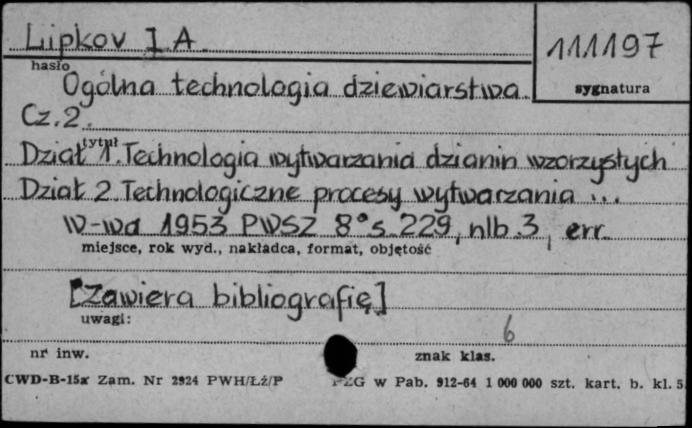 Lipkov I. A.
111197
hasło
sygnatura
Ogólna technologia dziewiarstwa.
Cz. 2.
tytuł
Dział 1. Technologia wytwarzania dzianin wzorzystych
Dział 2. Technologiczne procesy wytwarzania ...
W-wa 1953 PWSZ 8° s. 229, nlb. 3, err.
miejsce, rok wyd., nakładca, format, objętość
[Zawiera bibliografię]
uwagi:
6
nr inw.
znak klas.
CWD-B-15x Zam. Nr 2924 PWH/Łż/P PZG w Pab. 912-64 1 000 000 szt. kart. b. kl. 5